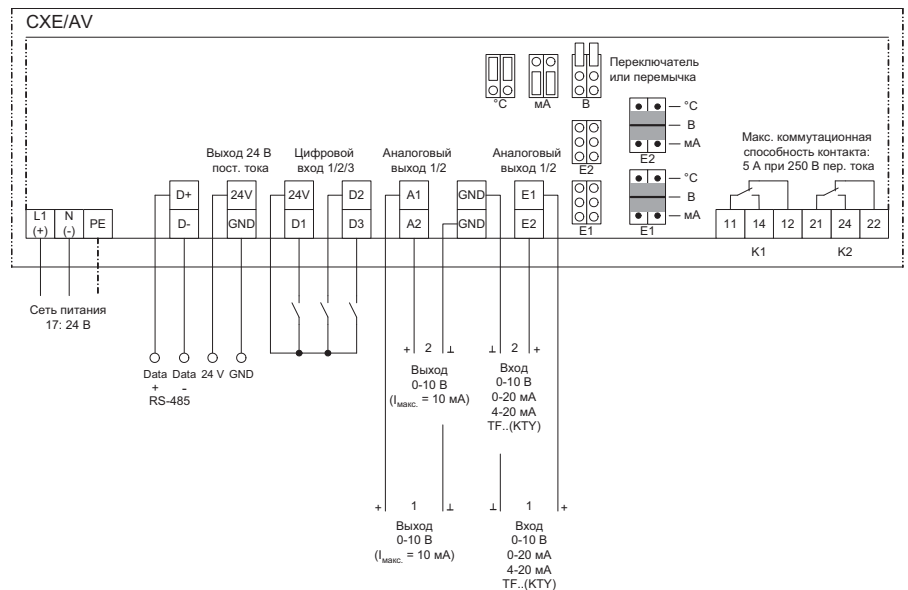 CXE/AV
°C
мА
В
Переключатель
или перемычка
°C
В
мА
E2
E2
°C
В
мА
E1
E1
Макс. коммутационная
способность контакта:
5 А при 250 В пер. тока
Выход 24 В
пост. тока
Цифровой
вход 1/2/3
Аналоговый
выход 1/2
Аналоговый
выход 1/2
D+
24V
24V
D2
A1
GND
E1
L1
(+)
N
(-)
PE
D-
GND
D1
D3
A2
GND
E2
11
14
12
21
24
22
K1
K2
Сеть питания
17: 24 В
Data
+
Data
-
24 V
GND
RS-485
+ 2 ⊥
Выход
0-10 В
(Iмакс. = 10 мА)
⊥ 2 +
Вход
0-10 В
0-20 мА
4-20 мА
TF..(KTY)
+ 1 ⊥
Выход
0-10 В
(Iмакс. = 10 мА)
⊥ 1 +
Вход
0-10 В
0-20 мА
4-20 мА
TF..(KTY)